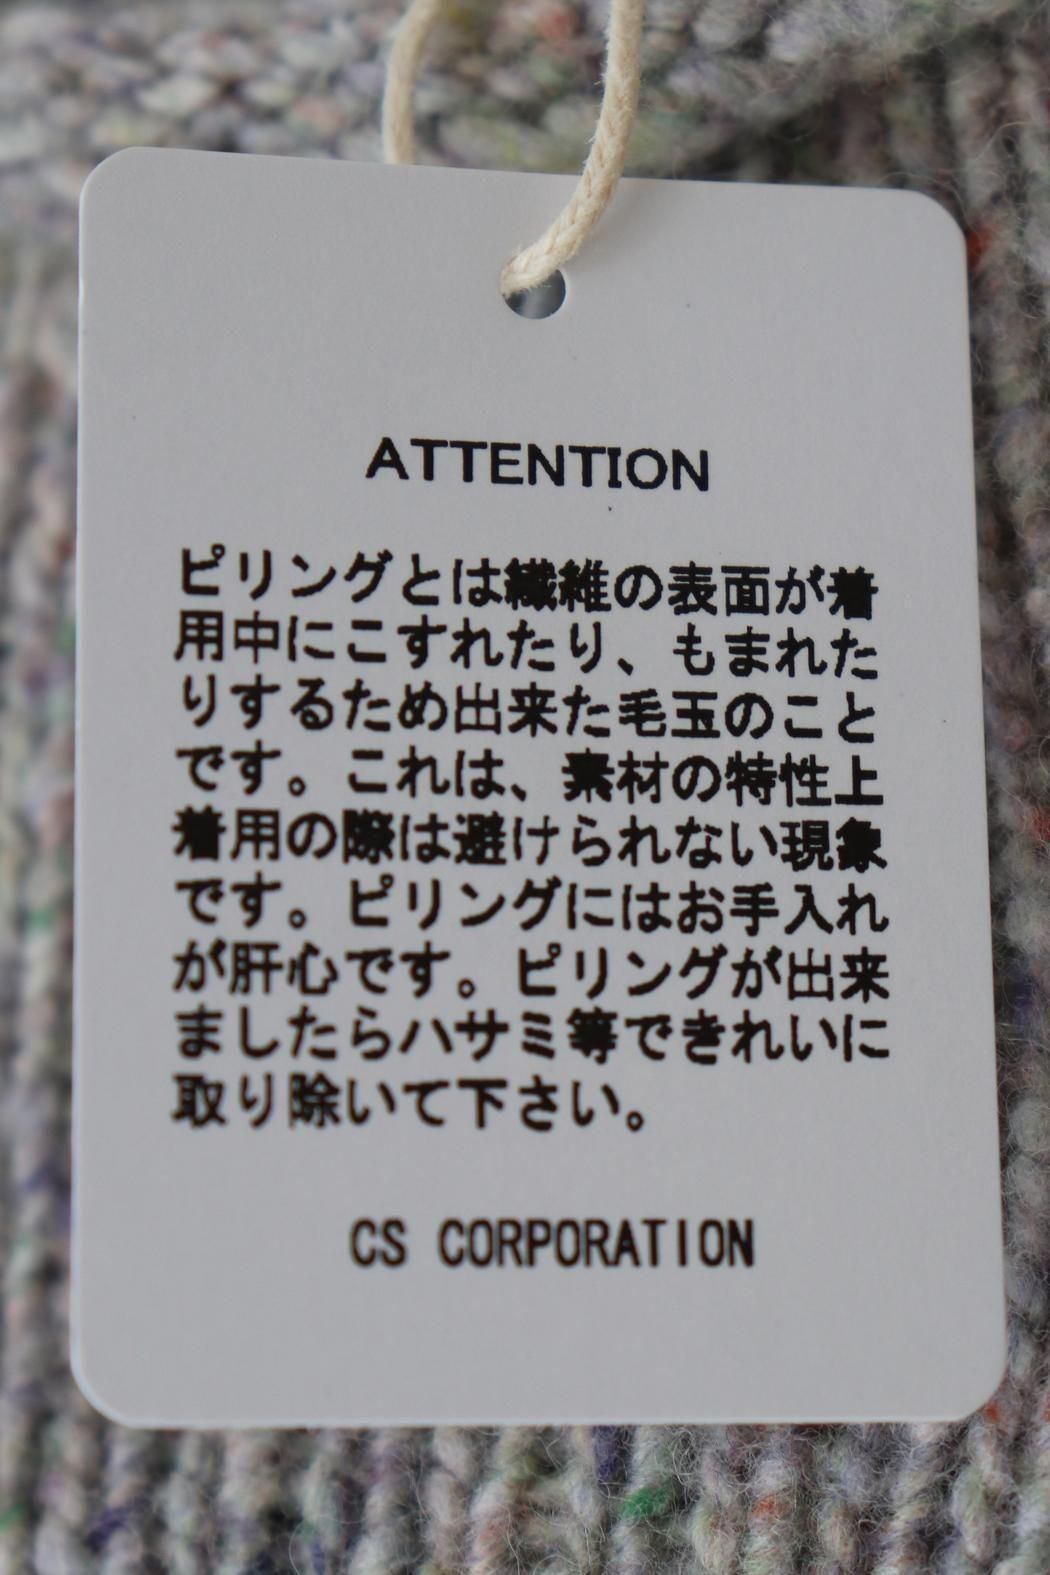 ATTENTION
ピリングとは繊維の表面が着
用中にこすれたり、もまれた
りするため出来た毛玉のこと
です。これは、素材の特性上
着用の際は避けられない現象
です。ピリングにはお手入れ
が肝心です。ピリングが出来
ましたらハサミ等できれいに
取り除いて下さい。
CS CORPORATION